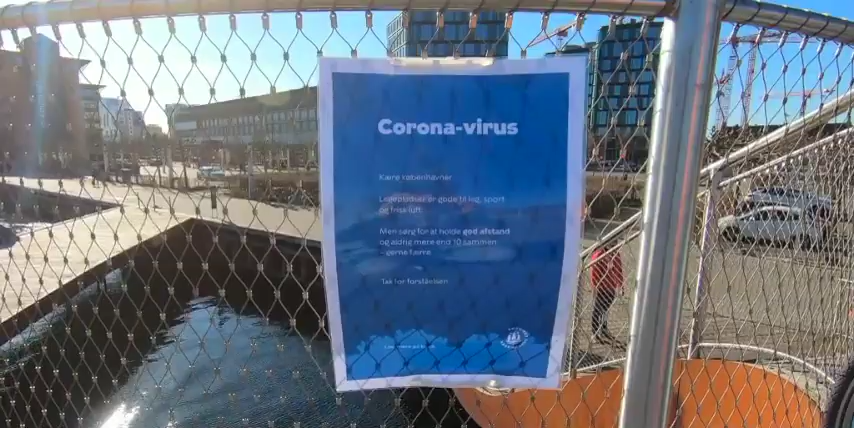 Corona-virus
Kære københavner
Legepladser er gode til leg, sport
og frisk luft.
Men sørg for at holde god afstand
og aldrig mere end 10 sammen
– gerne færre.
Tak for forståelsen